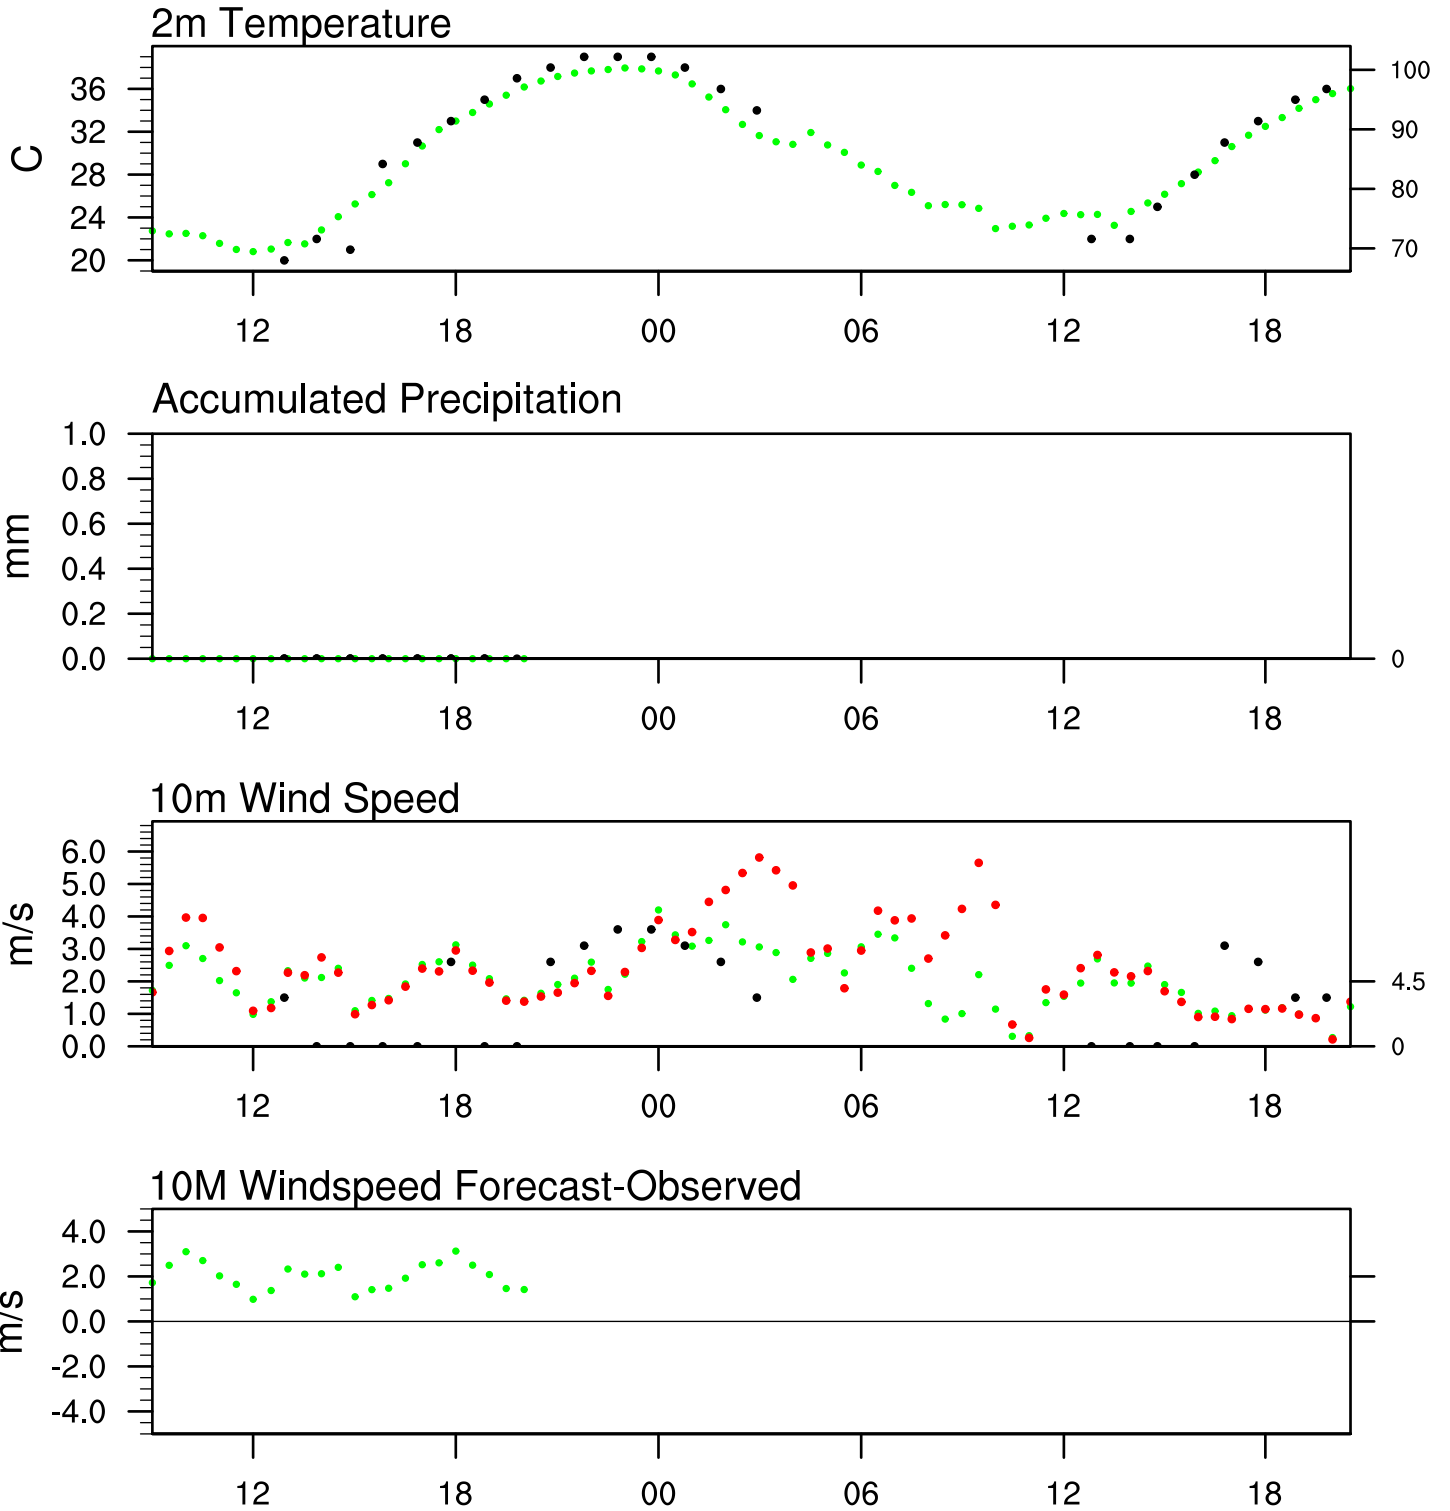 2m Temperature
C
36
32
28
24
20
100
90
80
70
12 18 00 06 12 18
Accumulated Precipitation
mm
1.0
0.8
0.6
0.4
0.2
0.0
0
12 18 00 06 12 18
10m Wind Speed
m/s
6.0
5.0
4.0
3.0
2.0
1.0
0.0
4.5
0
12 18 00 06 12 18
10M Windspeed Forecast-Observed
m/s
4.0
2.0
0.0
-2.0
-4.0
12 18 00 06 12 18